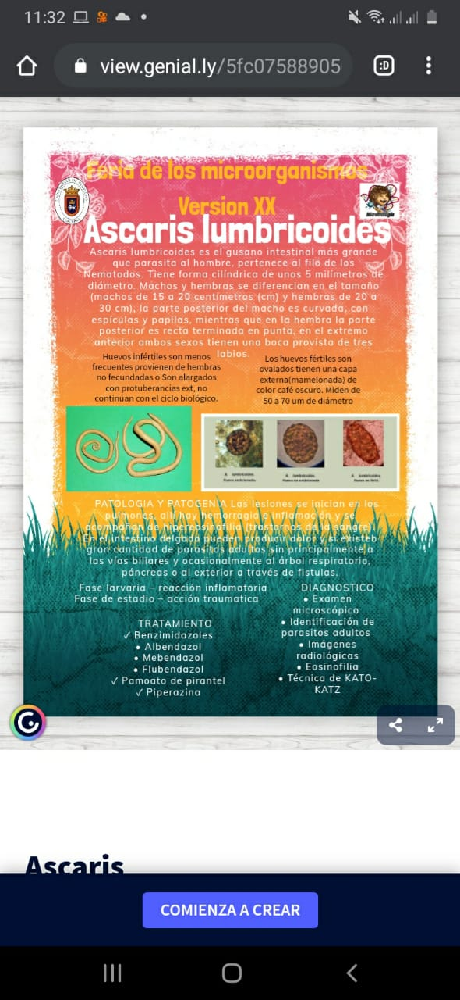 11:32
view.genial.ly/5fc07588905
:D
Feria de los microorganismos
Version XX
Ascaris lumbricoides
Ascaris lumbricoides es el gusano intestinal más grande
que parasita al hombre, pertenece al filo de los
Nematodos. Tiene forma cilíndrica de unos 5 milímetros de
diámetro. Machos y hembras se diferencian en el tamaño
(machos de 15 a 20 centímetros (cm) y hembras de 20 a
30 cm), la parte posterior del macho es curvada, con
espículas y papilas, mientras que en la hembra la parte
posterior es recta terminada en punta, en el extremo
anterior ambos sexos tienen una boca provista de tres
labios.
Huevos infértiles son menos
frecuentes provienen de hembras
no fecundadas o Son alargados
con protuberancias ext, no
continúan con el ciclo biológico.
Los huevos fértiles son
ovalados tienen una capa
externa(mamelonada) de
color café oscuro. Miden de
50 a 70 um de diámetro
A. lumbricoides.
A. lumbricoides.
A. lumbricoides.
PATOLOGIA Y PATOGENIA Las lesiones se inician en los
pulmones, allí hay hemorragia e inflamación y se
acompañan de hipereosinofilia (trastornos de la sangre)
En el intestino delgado pueden producir dolor y si existeb
gran cantidad de parasitos adultos sin principalmente a
las vías biliares y ocasionalmente al árbol respiratorio,
páncreas o al exterior a través de fistulas.
Fase larvaria – reacción inflamatoria
Fase de estadio – acción traumatica
TRATAMIENTO
✓ Benzimidazoles
• Albendazol
• Mebendazol
• Flubendazol
✓ Pamoato de pirantel
✓ Piperazina
DIAGNOSTICO
• Examen
microscópico
• Identificación de
parasitos adultos
• Imágenes
radiológicas
• Eosinofilia
• Técnica de KATO-
KATZ
Ascaris
COMIENZA A CREAR